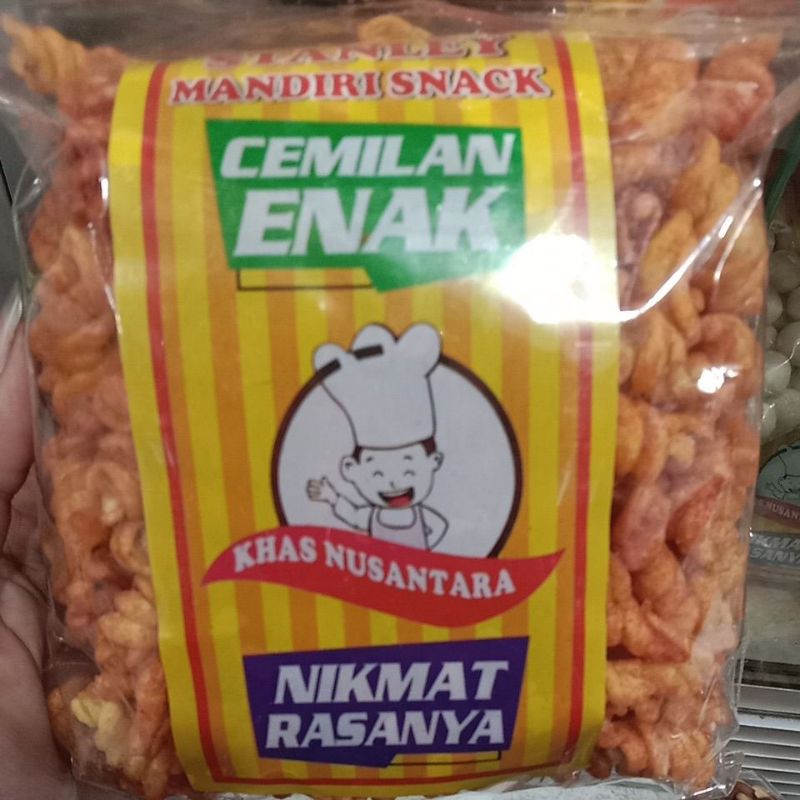 STANLEY
MANDIRI SNACK
CEMILAN
ENAK
KHAS NUSANTARA
NIKMAT
RASANYA